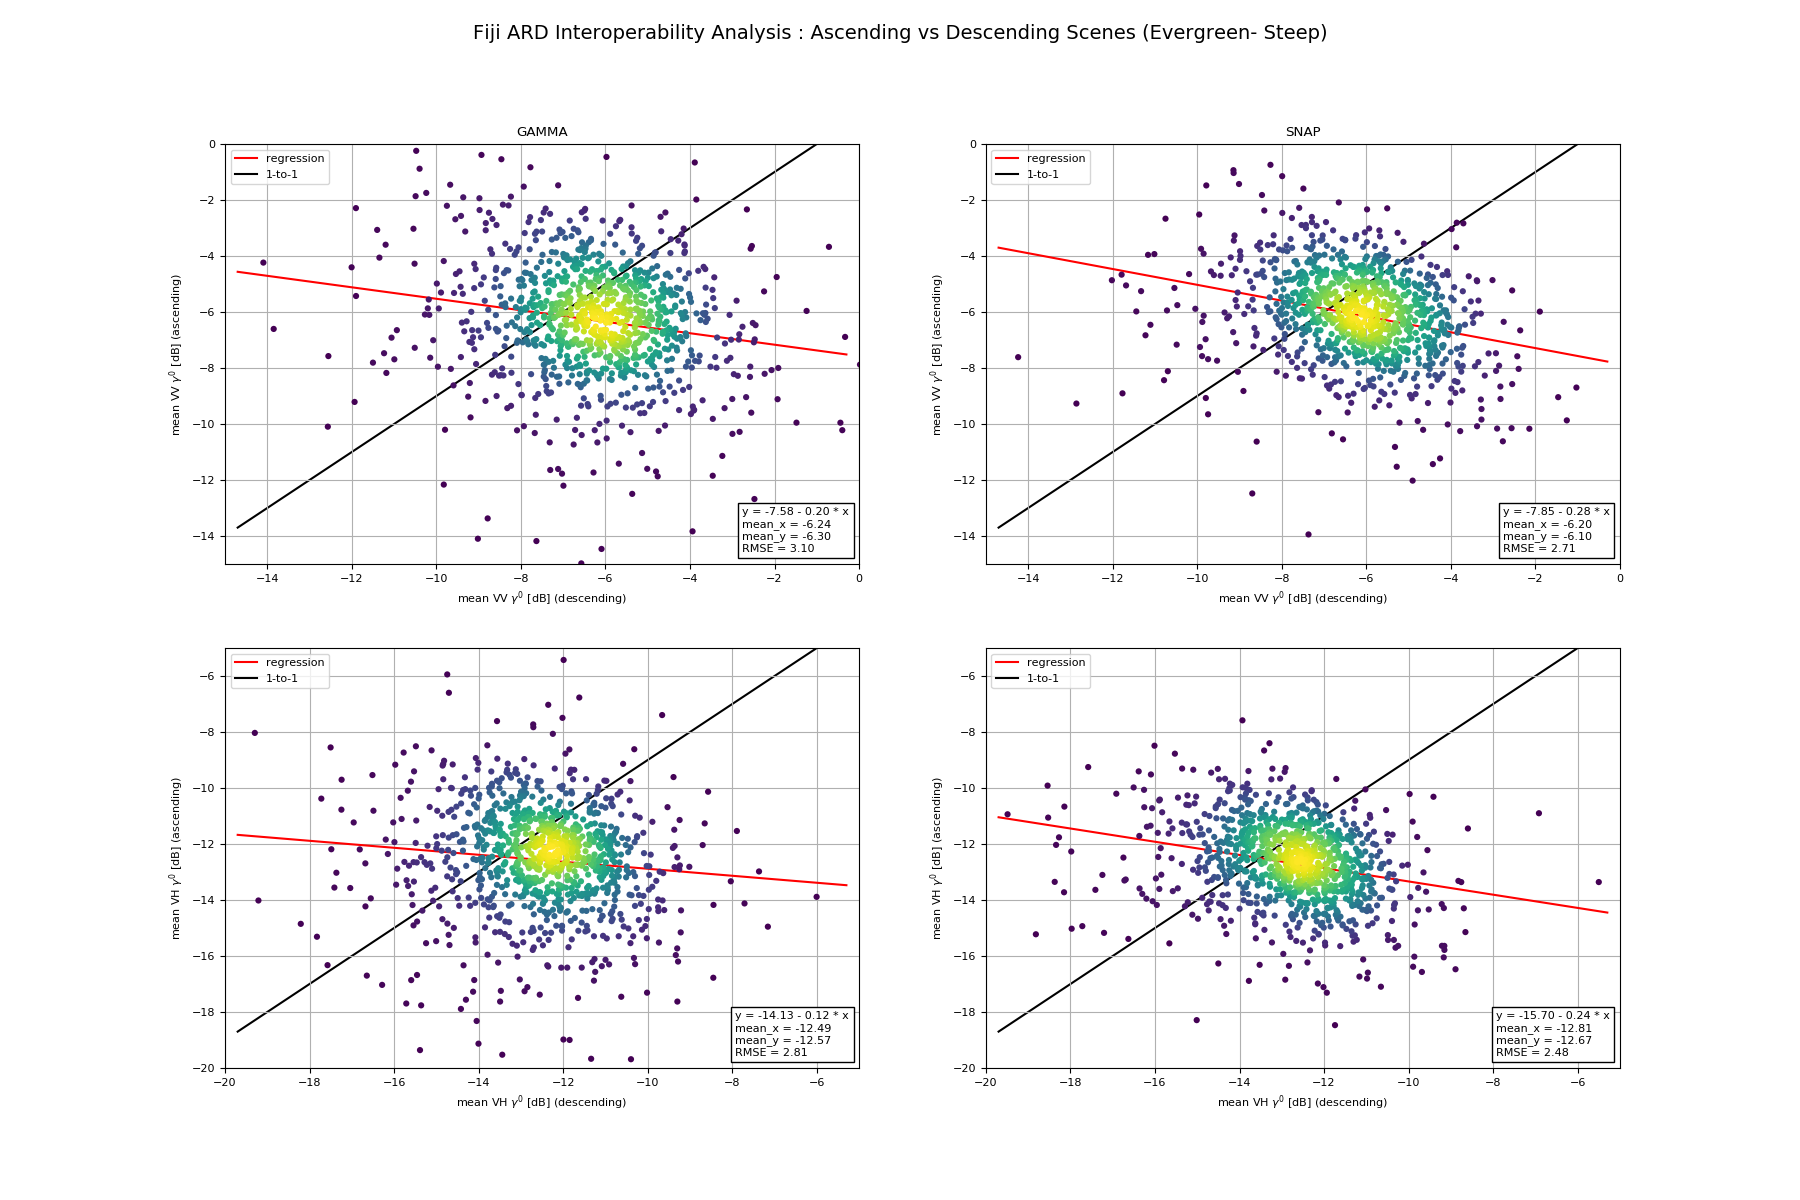 Fiji ARD Interoperability Analysis : Ascending vs Descending Scenes (Evergreen- Steep)
GAMMA
regression
1-to-1
0
−2
−4
−6
−8
−10
−12
−14
mean VV γ⁰ [dB] (ascending)
y = -7.58 - 0.20 * x
mean_x = -6.24
mean_y = -6.30
RMSE = 3.10
−14 −12 −10 −8 −6 −4 −2 0
mean VV γ⁰ [dB] (descending)
SNAP
regression
1-to-1
0
−2
−4
−6
−8
−10
−12
−14
mean VV γ⁰ [dB] (ascending)
y = -7.85 - 0.28 * x
mean_x = -6.20
mean_y = -6.10
RMSE = 2.71
−14 −12 −10 −8 −6 −4 −2 0
mean VV γ⁰ [dB] (descending)
regression
1-to-1
−6
−8
−10
−12
−14
−16
−18
−20
mean VH γ⁰ [dB] (ascending)
y = -14.13 - 0.12 * x
mean_x = -12.49
mean_y = -12.57
RMSE = 2.81
−20 −18 −16 −14 −12 −10 −8 −6
mean VH γ⁰ [dB] (descending)
regression
1-to-1
−6
−8
−10
−12
−14
−16
−18
−20
mean VH γ⁰ [dB] (ascending)
y = -15.70 - 0.24 * x
mean_x = -12.81
mean_y = -12.67
RMSE = 2.48
−20 −18 −16 −14 −12 −10 −8 −6
mean VH γ⁰ [dB] (descending)